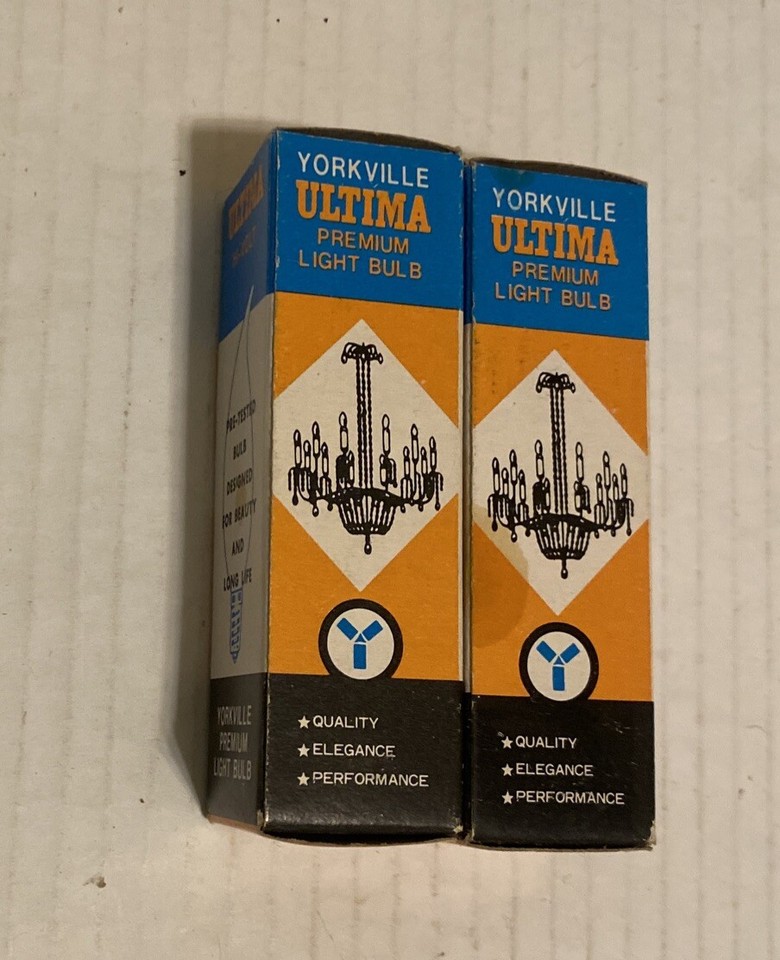 ULTIMA
PRE-TESTED
BULB
DESIGNED
FOR BEAUTY
AND
LONG LIFE
YORKVILLE
PREMIUM
LIGHT BULB
YORKVILLE
ULTIMA
PREMIUM
LIGHT BULB
Y
★ QUALITY
★ ELEGANCE
★ PERFORMANCE
YORKVILLE
ULTIMA
PREMIUM
LIGHT BULB
Y
★ QUALITY
★ ELEGANCE
★ PERFORMANCE